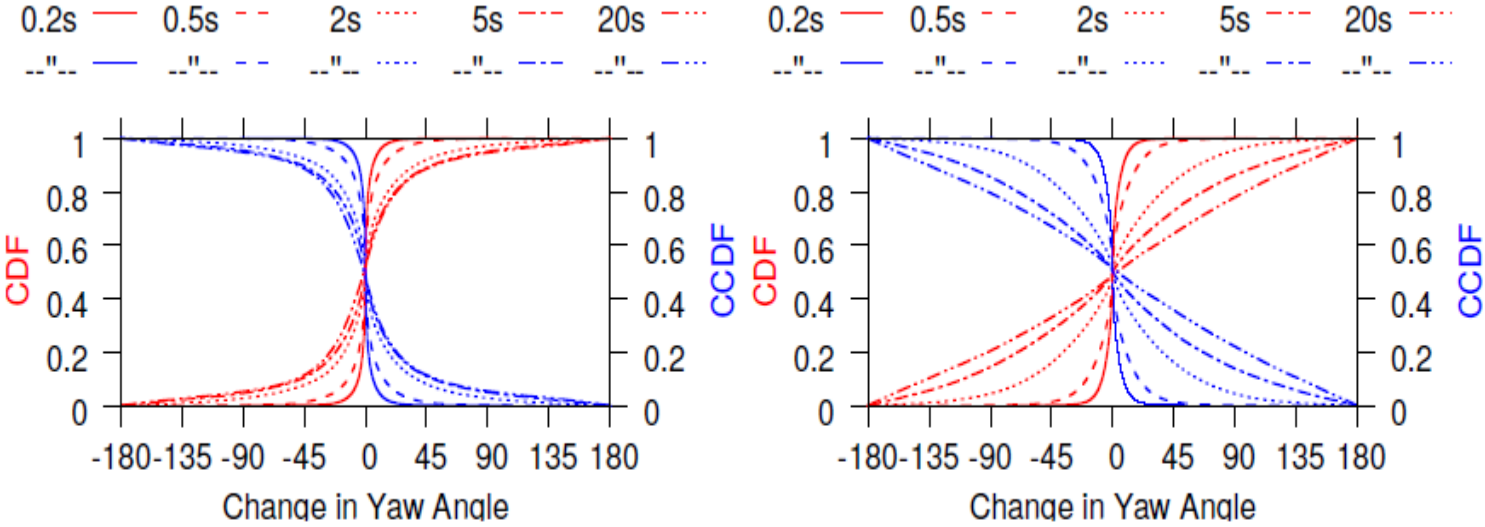 0.2s 0.5s 2s 5s 20s
--"-- --"-- --"-- --"-- --"--
1 1
0.8 0.8
0.6 0.6
0.4 0.4
0.2 0.2
0 0
CDF
CCDF
-180 -135 -90 -45 0 45 90 135 180
Change in Yaw Angle
0.2s 0.5s 2s 5s 20s
--"-- --"-- --"-- --"-- --"--
1 1
0.8 0.8
0.6 0.6
0.4 0.4
0.2 0.2
0 0
CDF
CCDF
-180 -135 -90 -45 0 45 90 135 180
Change in Yaw Angle